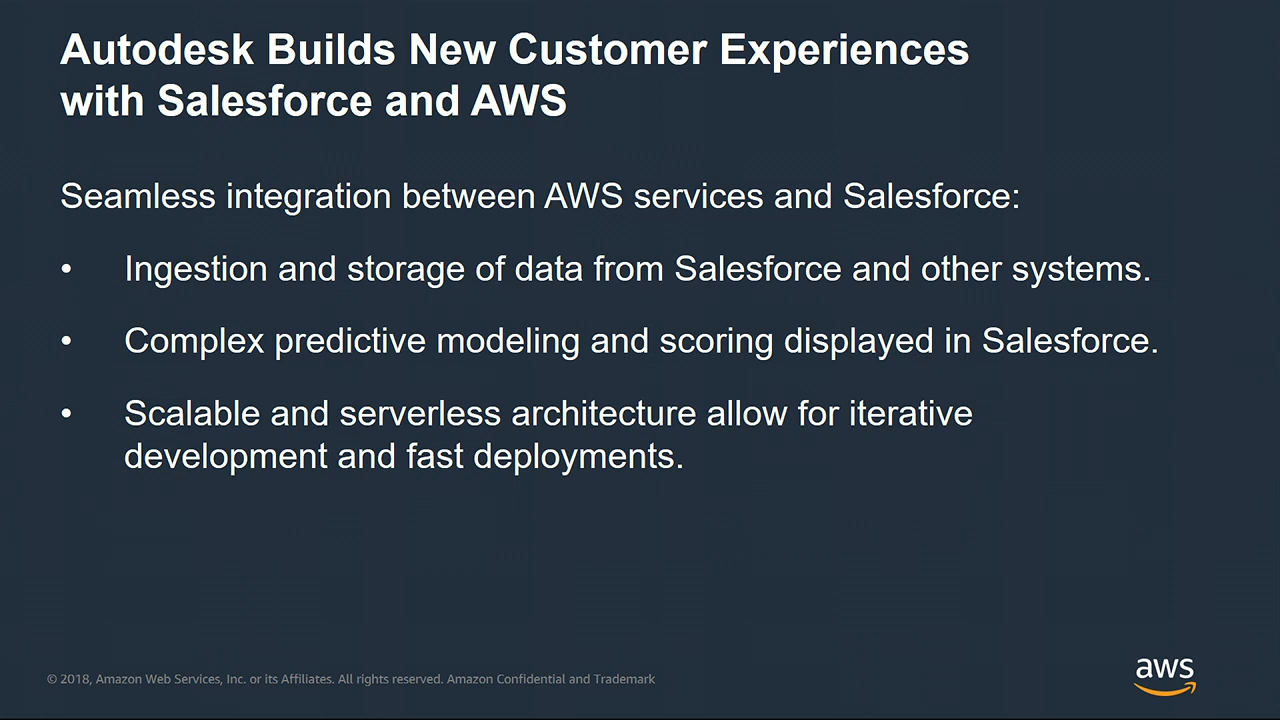 Autodesk Builds New Customer Experiences
with Salesforce and AWS
Seamless integration between AWS services and Salesforce:
• Ingestion and storage of data from Salesforce and other systems.
• Complex predictive modeling and scoring displayed in Salesforce.
• Scalable and serverless architecture allow for iterative
development and fast deployments.
© 2018, Amazon Web Services, Inc. or its Affiliates. All rights reserved. Amazon Confidential and Trademark
aws